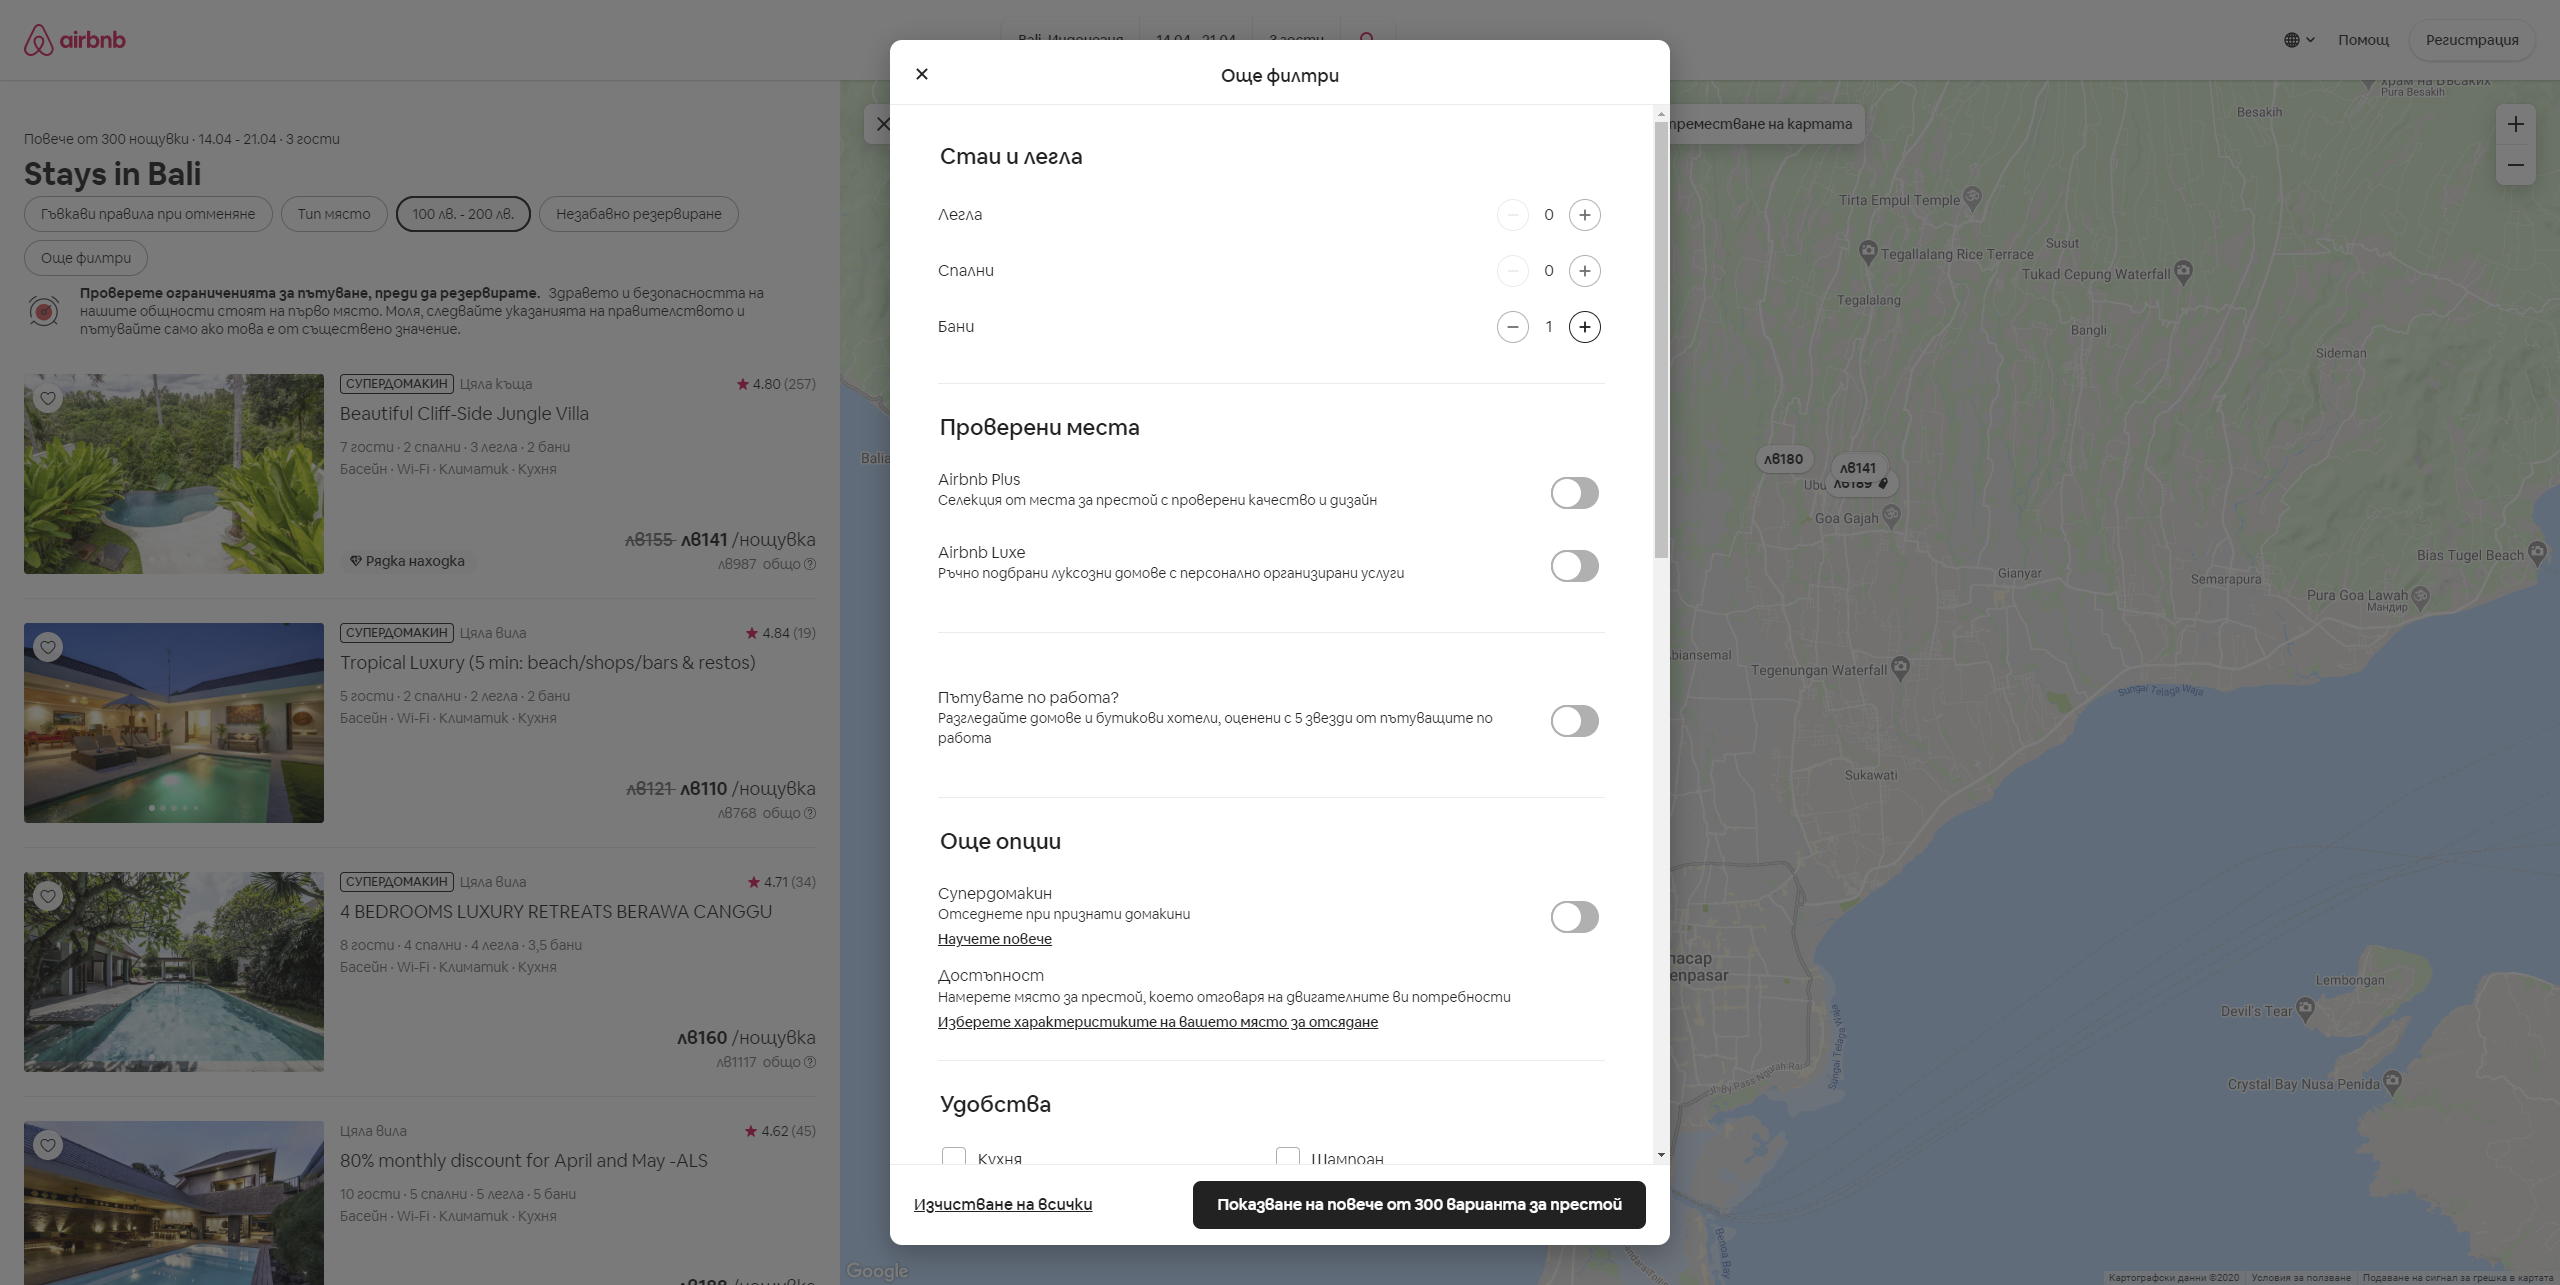 airbnb
Помощ
Регистрация
Повече от 300 нощувки · 14.04 - 21.04 · 3 гости
Stays in Bali
Гъвкави правила при отменяне
Тип място
100 лв. - 200 лв.
Незабавно резервиране
Още филтри
Проверете ограниченията за пътуване, преди да резервирате. Здравето и безопасността на
нашите общности стоят на първо място. Моля, следвайте указанията на правителството и
пътувайте само ако това е от съществено значение.
СУПЕРДОМАКИН Цяла къща
4.80 (257)
Beautiful Cliff-Side Jungle Villa
7 гости · 2 спални · 3 легла · 2 бани
Басейн · Wi-Fi · Климатик · Кухня
лв155 лв141 /нощувка
Рядка находка
лв987 общо
СУПЕРДОМАКИН Цяла вила
4.84 (19)
Tropical Luxury (5 min: beach/shops/bars & restos)
5 гости · 2 спални · 2 легла · 2 бани
Басейн · Wi-Fi · Климатик · Кухня
лв121 лв110 /нощувка
лв768 общо
СУПЕРДОМАКИН Цяла вила
4.71 (34)
4 BEDROOMS LUXURY RETREATS BERAWA CANGGU
8 гости · 4 спални · 4 легла · 3,5 бани
Басейн · Wi-Fi · Климатик · Кухня
лв160 /нощувка
лв1117 общо
Цяла вила
4.62 (45)
80% monthly discount for April and May -ALS
10 гости · 5 спални · 5 легла · 5 бани
Басейн · Wi-Fi · Климатик · Кухня
Още филтри
Стаи и легла
Легла
0
Спални
0
Бани
1
Проверени места
Airbnb Plus
Селекция от места за престой с проверени качество и дизайн
Airbnb Luxe
Ръчно подбрани луксозни домове с персонално организирани услуги
Пътувате по работа?
Разгледайте домове и бутикови хотели, оценени с 5 звезди от пътуващите по
работа
Още опции
Супердомакин
Отседнете при признати домакини
Научете повече
Достъпност
Намерете място за престой, което отговаря на двигателните ви потребности
Изберете характеристиките на вашето място за отсядане
Удобства
Кухня
Шампоан
Изчистване на всички
Показване на повече от 300 варианта за престой
преместване на картата
Pura Besakih
Besakih
Tirta Empul Temple
Tegallalang Rice Terrace
Susut
Tukad Cepung Waterfall
Tegalalang
Bangli
Sideman
лв180
лв141
лв189
Goa Gajah
Bias Tugel Beach
Gianyar
Semarapura
Pura Goa Lawah
Мандир
Tegenungan Waterfall
Sungai Telaga Waja
Sukawati
Lembongan
Devil's Tear
Crystal Bay Nusa Penida
Google
Картографски данни ©2020
Условия за ползване
Подаване на сигнал за грешка в картата